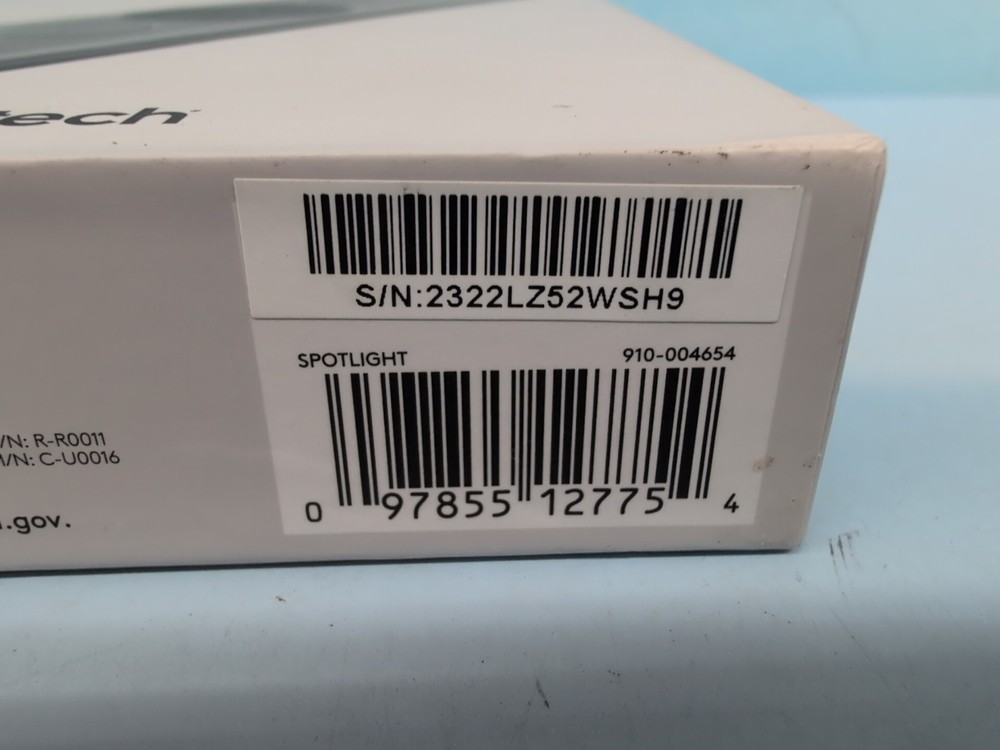 tech
S/N:2322LZ52WSH9
SPOTLIGHT 910-004654
/N: R-R0011
/N: C-U0016
.gov.
0 97855 12775 4